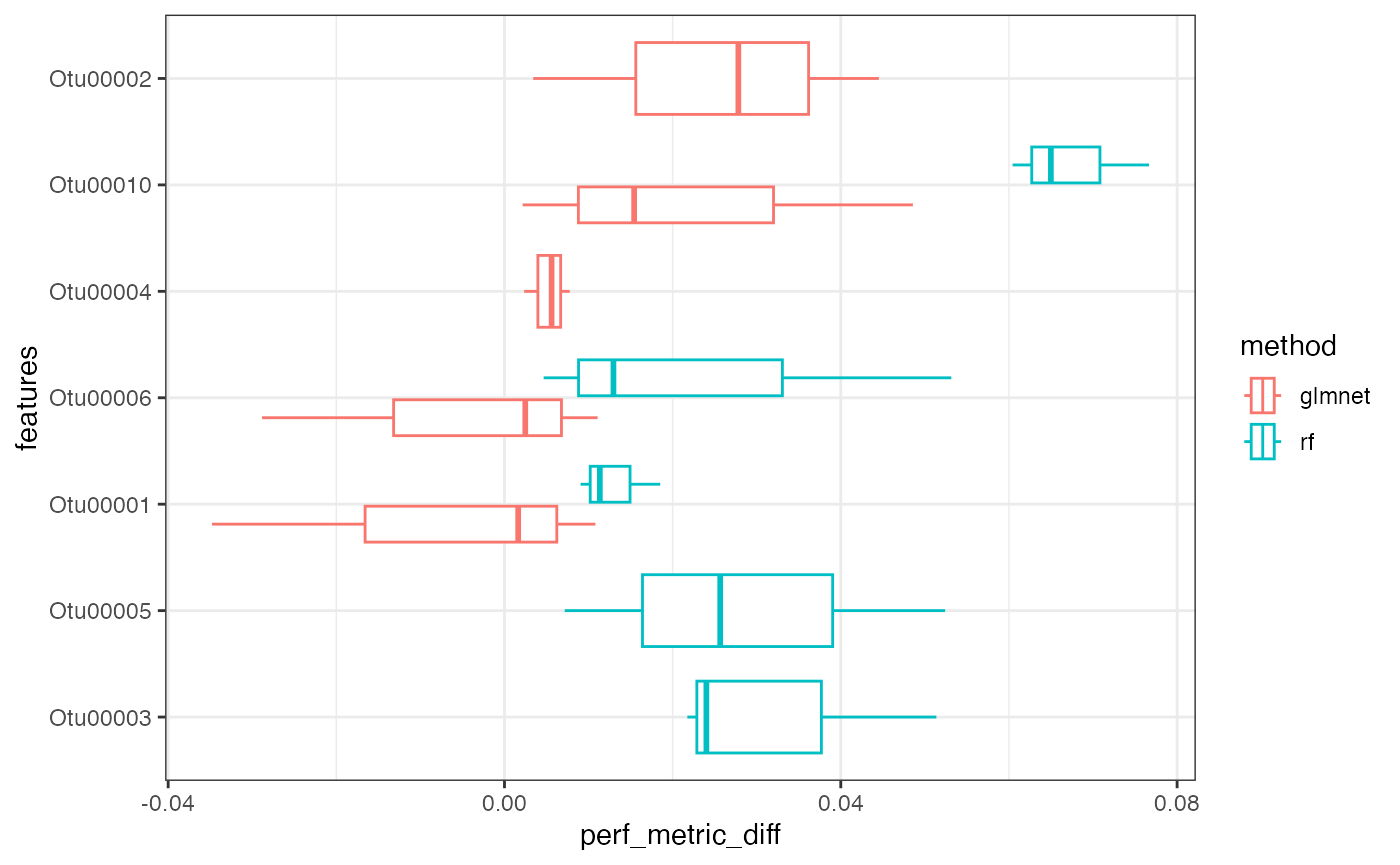 Otu00002
Otu00010
Otu00004
Otu00006
Otu00001
Otu00005
Otu00003
features
-0.04 0.00 0.04 0.08
perf_metric_diff
method
glmnet
rf